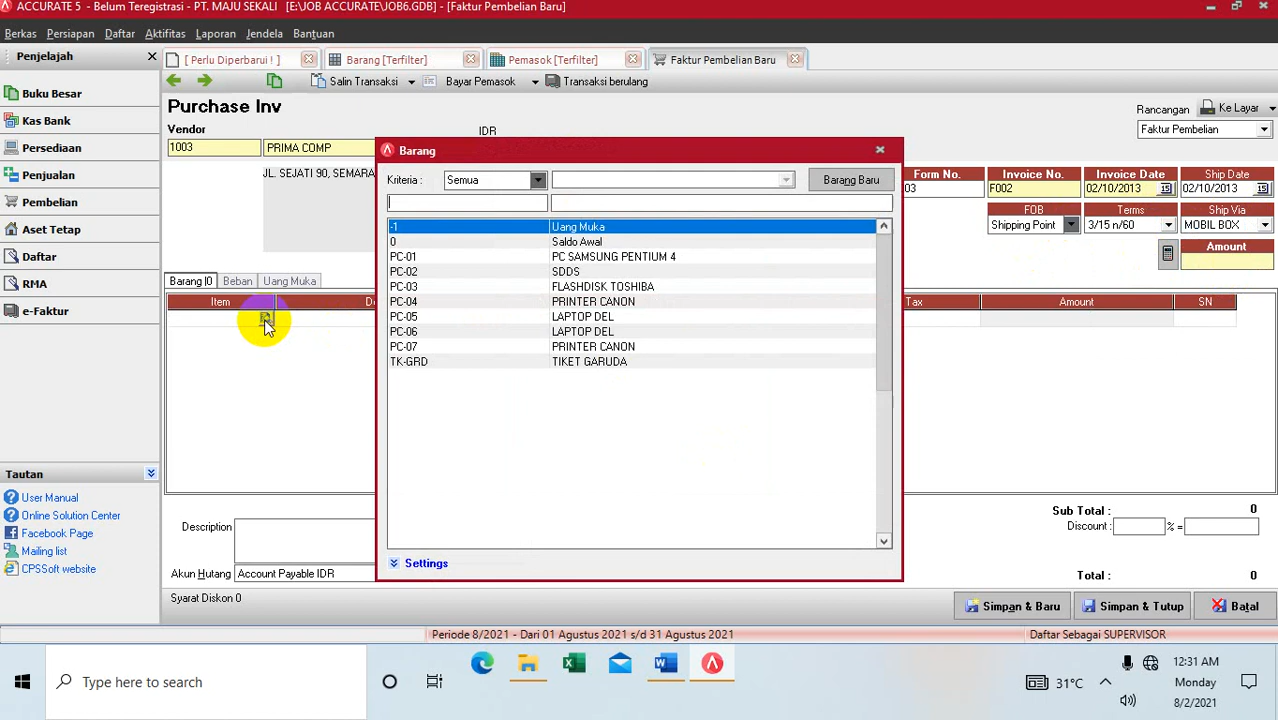 ACCURATE 5 - Belum Teregistrasi - PT. MAJU SEKALI [E:\JOB ACCURATE\JOB6.GDB] - [Faktur Pembelian Baru]
Berkas Persiapan Daftar Aktifitas Laporan Jendela Bantuan
Penjelajah
[ Perlu Diperbarui ! ] Barang [Terfilter] Pemasok [Terfilter] Faktur Pembelian Baru
Salin Transaksi Bayar Pemasok Transaksi berulang
Buku Besar
Kas Bank
Persediaan
Penjualan
Pembelian
Aset Tetap
Daftar
RMA
e-Faktur
Tautan
User Manual
Online Solution Center
Facebook Page
Mailing list
CPSSoft website
Purchase Inv
Rancangan Ke Layar
Faktur Pembelian
Vendor IDR
1003 PRIMA COMP
JL. SEJATI 90, SEMARA
Form No. Invoice No. Invoice Date Ship Date
03 F002 02/10/2013 02/10/2013
FOB Terms Ship Via
Shipping Point 3/15 n/60 MOBIL BOX
Amount
Barang |0 Beban Uang Muka
Item De Tax Amount SN
Barang
Kriteria : Semua Barang Baru
-1 Uang Muka
0 Saldo Awal
PC-01 PC SAMSUNG PENTIUM 4
PC-02 SDDS
PC-03 FLASHDISK TOSHIBA
PC-04 PRINTER CANON
PC-05 LAPTOP DEL
PC-06 LAPTOP DEL
PC-07 PRINTER CANON
TK-GRD TIKET GARUDA
Settings
Description
Akun Hutang Account Payable IDR
Sub Total : 0
Discount : % =
Total : 0
Syarat Diskon 0
Simpan & Baru Simpan & Tutup Batal
Periode 8/2021 - Dari 01 Agustus 2021 s/d 31 Agustus 2021 Daftar Sebagai SUPERVISOR
Type here to search
31°C
12:31 AM
Monday
8/2/2021